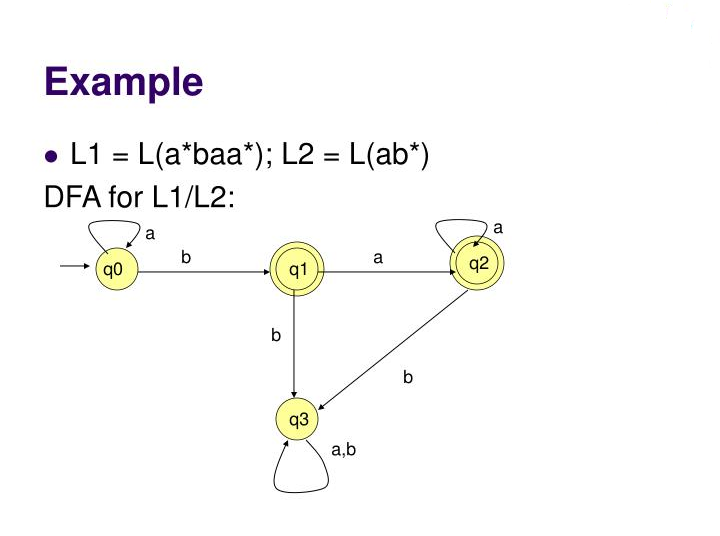 Example
● L1 = L(a*baa*); L2 = L(ab*)
DFA for L1/L2:
a
a
q0
b
q1
a
q2
b
b
q3
a,b